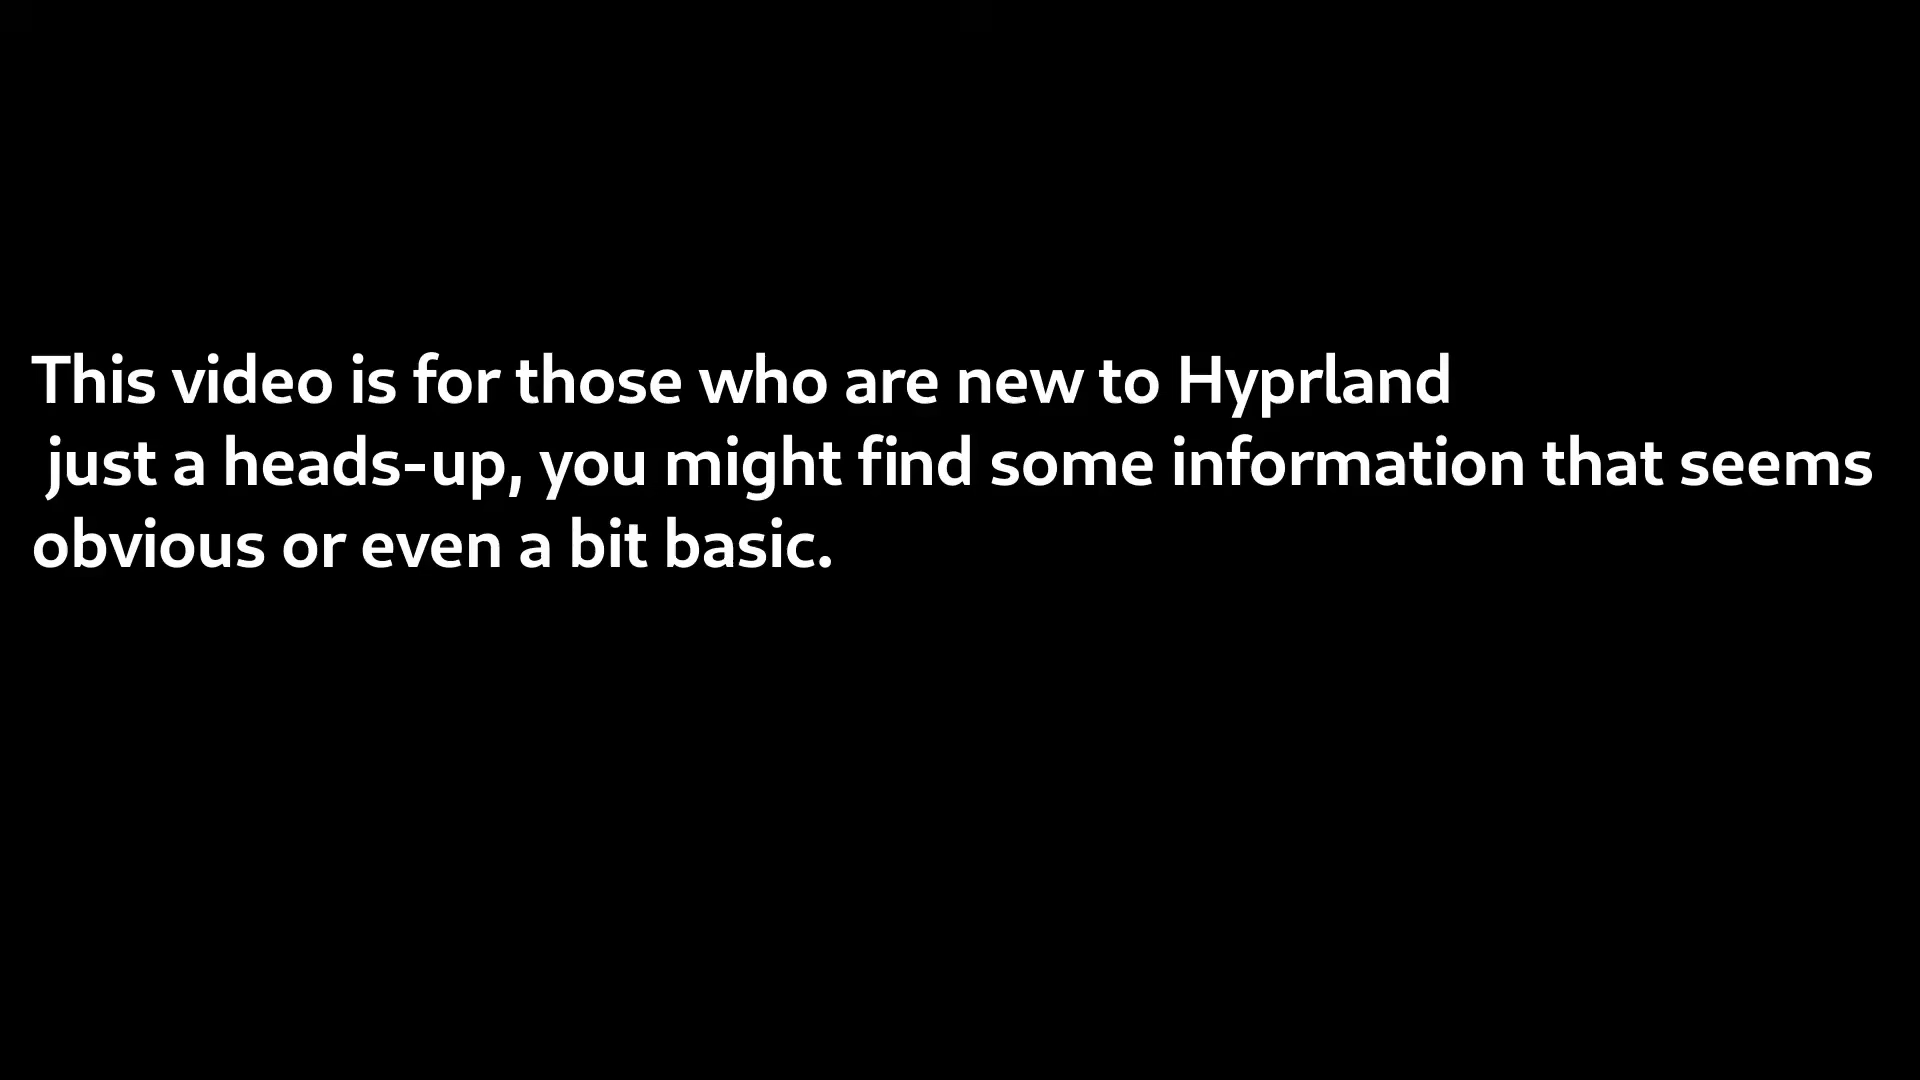 This video is for those who are new to Hyprland
just a heads-up, you might find some information that seems
obvious or even a bit basic.